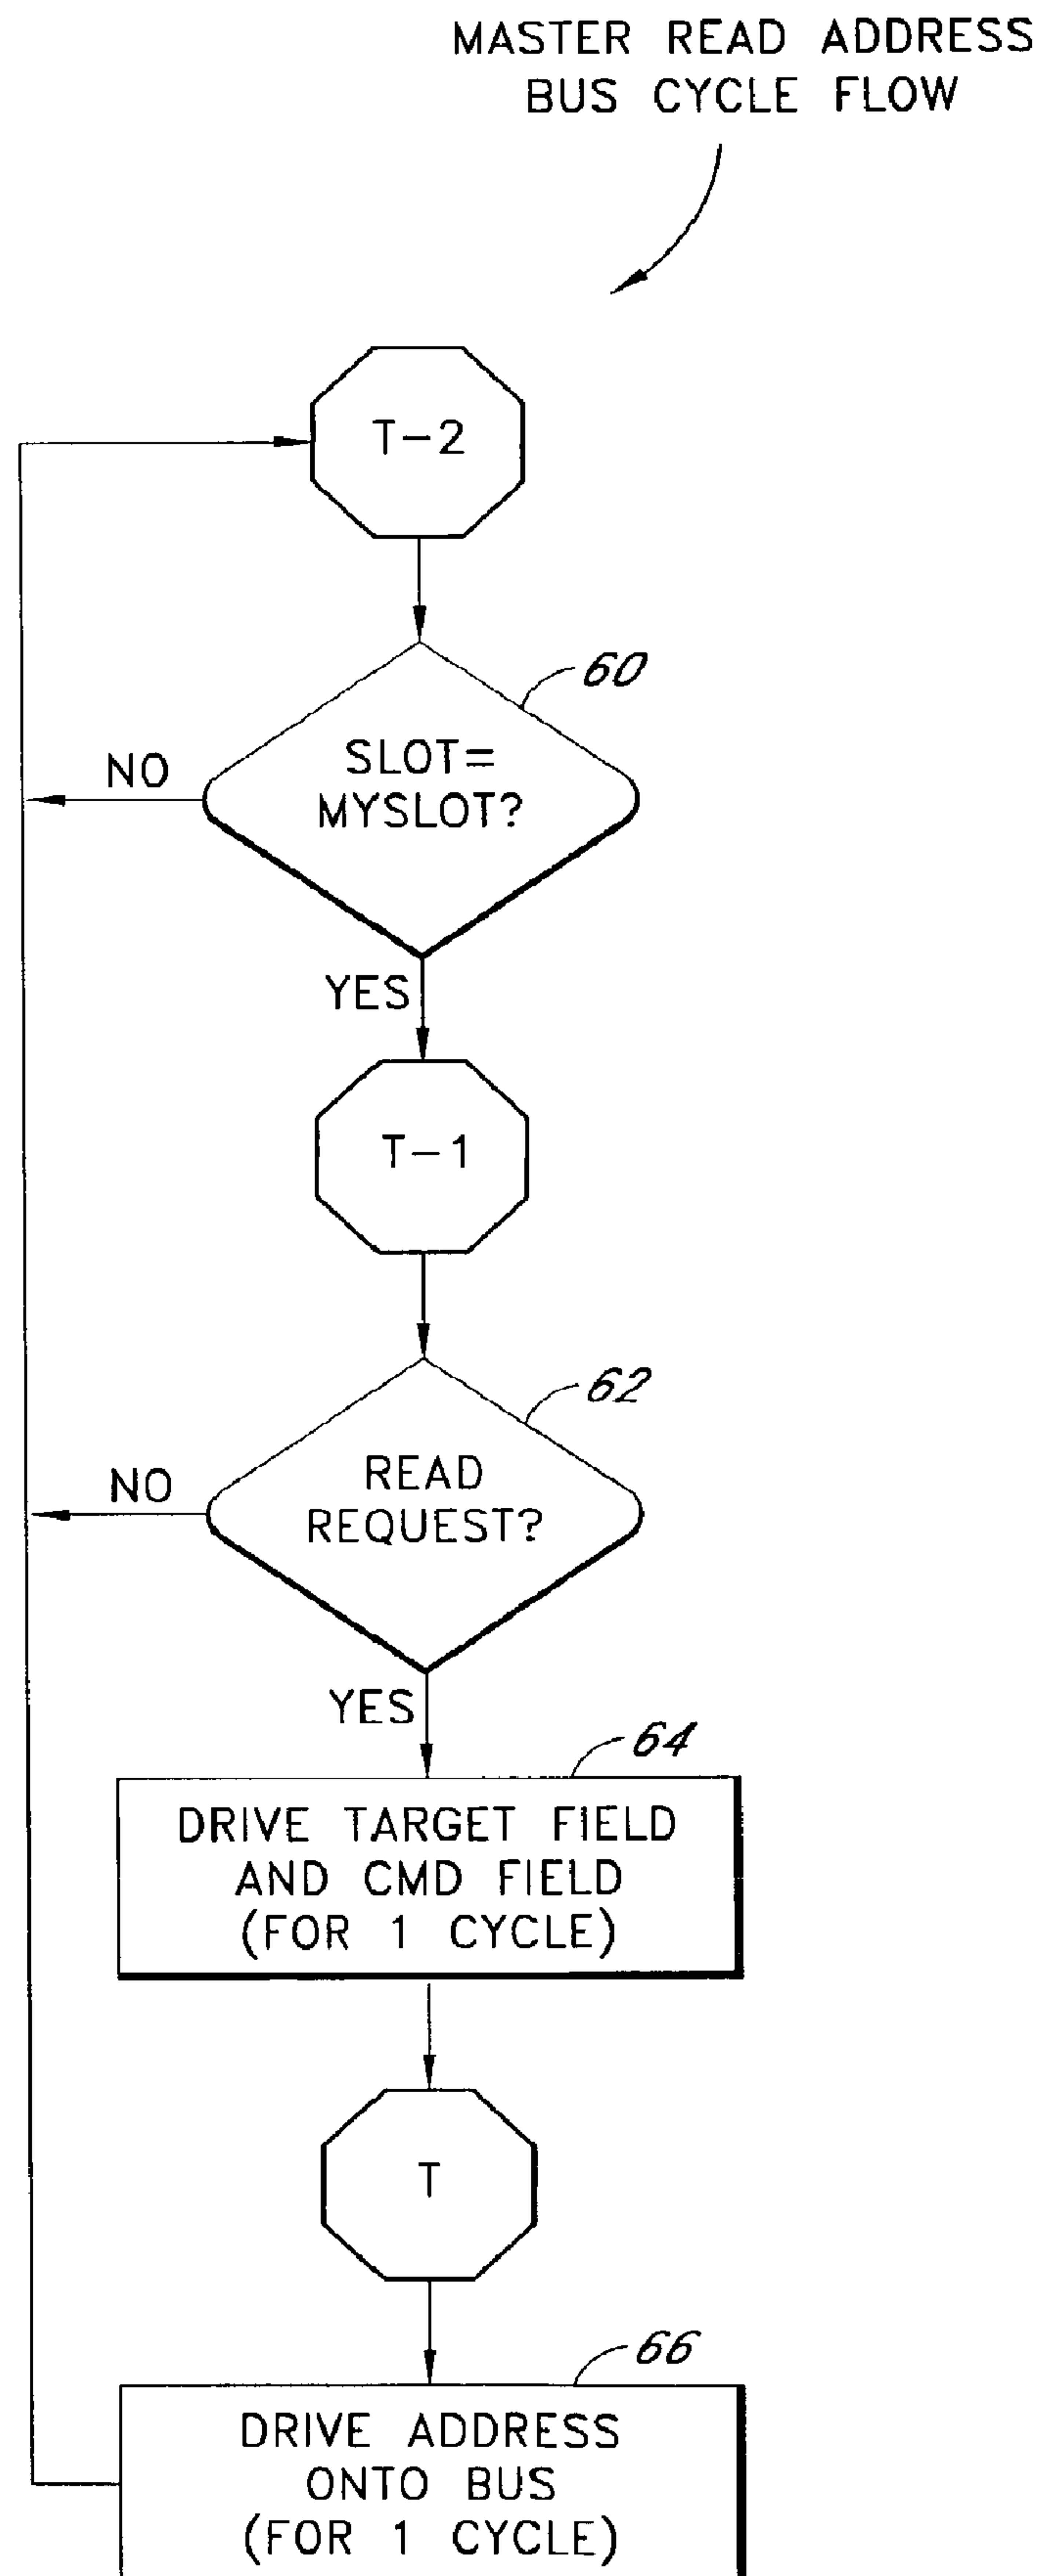 MASTER READ ADDRESS
BUS CYCLE FLOW
T-2
60
SLOT=
MYSLOT?
NO
YES
T-1
62
READ
REQUEST?
NO
YES
64
DRIVE TARGET FIELD
AND CMD FIELD
(FOR 1 CYCLE)
T
66
DRIVE ADDRESS
ONTO BUS
(FOR 1 CYCLE)